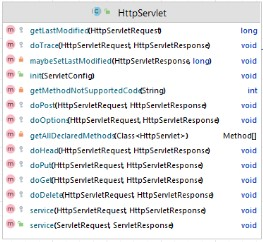 HttpServlet
getLastModified(HttpServletRequest) long
doTrace(HttpServletRequest, HttpServletResponse) void
maybeSetLastModified(HttpServletResponse, long) void
init(ServletConfig) void
getMethodNotSupportedCode(String) int
doPost(HttpServletRequest, HttpServletResponse) void
doOptions(HttpServletRequest, HttpServletResponse) void
getAllDeclaredMethods(Class<HttpServlet>) Method[]
doHead(HttpServletRequest, HttpServletResponse) void
doPut(HttpServletRequest, HttpServletResponse) void
doGet(HttpServletRequest, HttpServletResponse) void
doDelete(HttpServletRequest, HttpServletResponse) void
service(HttpServletRequest, HttpServletResponse) void
service(ServletRequest, ServletResponse) void